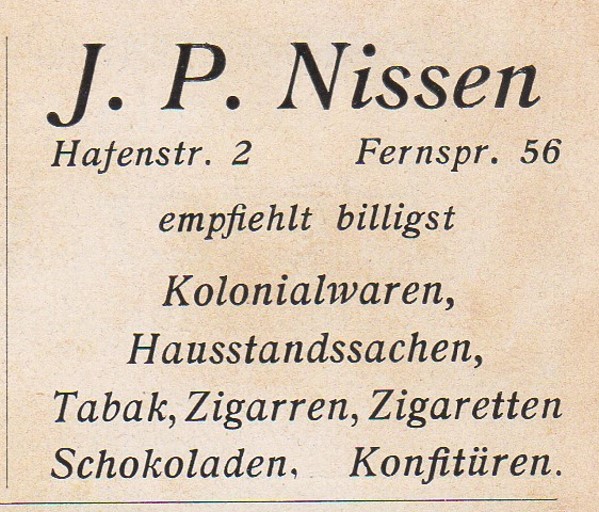 J. P. Nissen
Hafenstr. 2 Fernspr. 56
empfiehlt billigst
Kolonialwaren,
Hausstandssachen,
Tabak, Zigarren, Zigaretten
Schokoladen, Konfitüren.